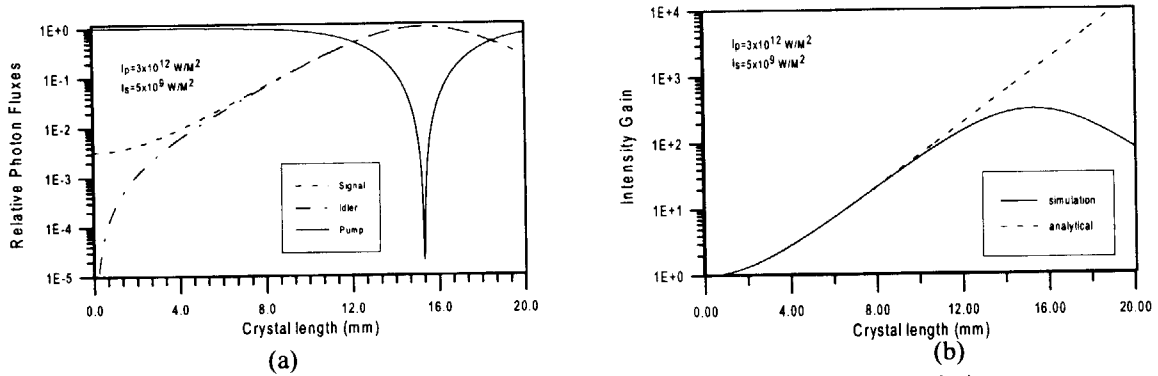 Relative Photon Fluxes
1E+0
1E-1
1E-2
1E-3
1E-4
1E-5
Ip=3x10^12 W/M^2
Is=5x10^9 W/M^2
Signal
Idler
Pump
0.0 4.0 8.0 12.0 16.0 20.0
Crystal length (mm)
(a)
Intensity Gain
1E+4
1E+3
1E+2
1E+1
1E+0
Ip=3x10^12 W/M^2
Is=5x10^9 W/M^2
simulation
analytical
0.00 4.00 8.00 12.00 16.00 20.00
Crystal length (mm)
(b)